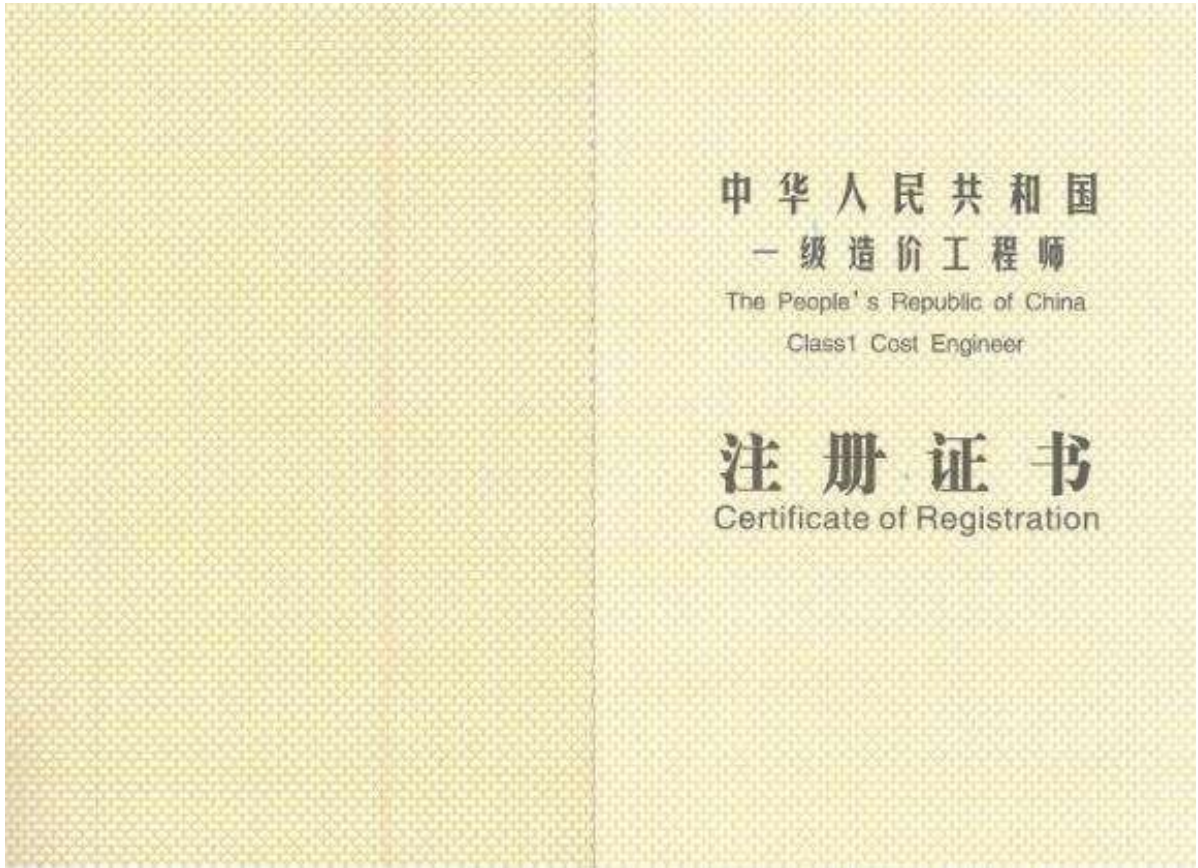 中华人民共和国
一级造价工程师
The People's Republic of China
Class1 Cost Engineer
注册证书
Certificate of Registration